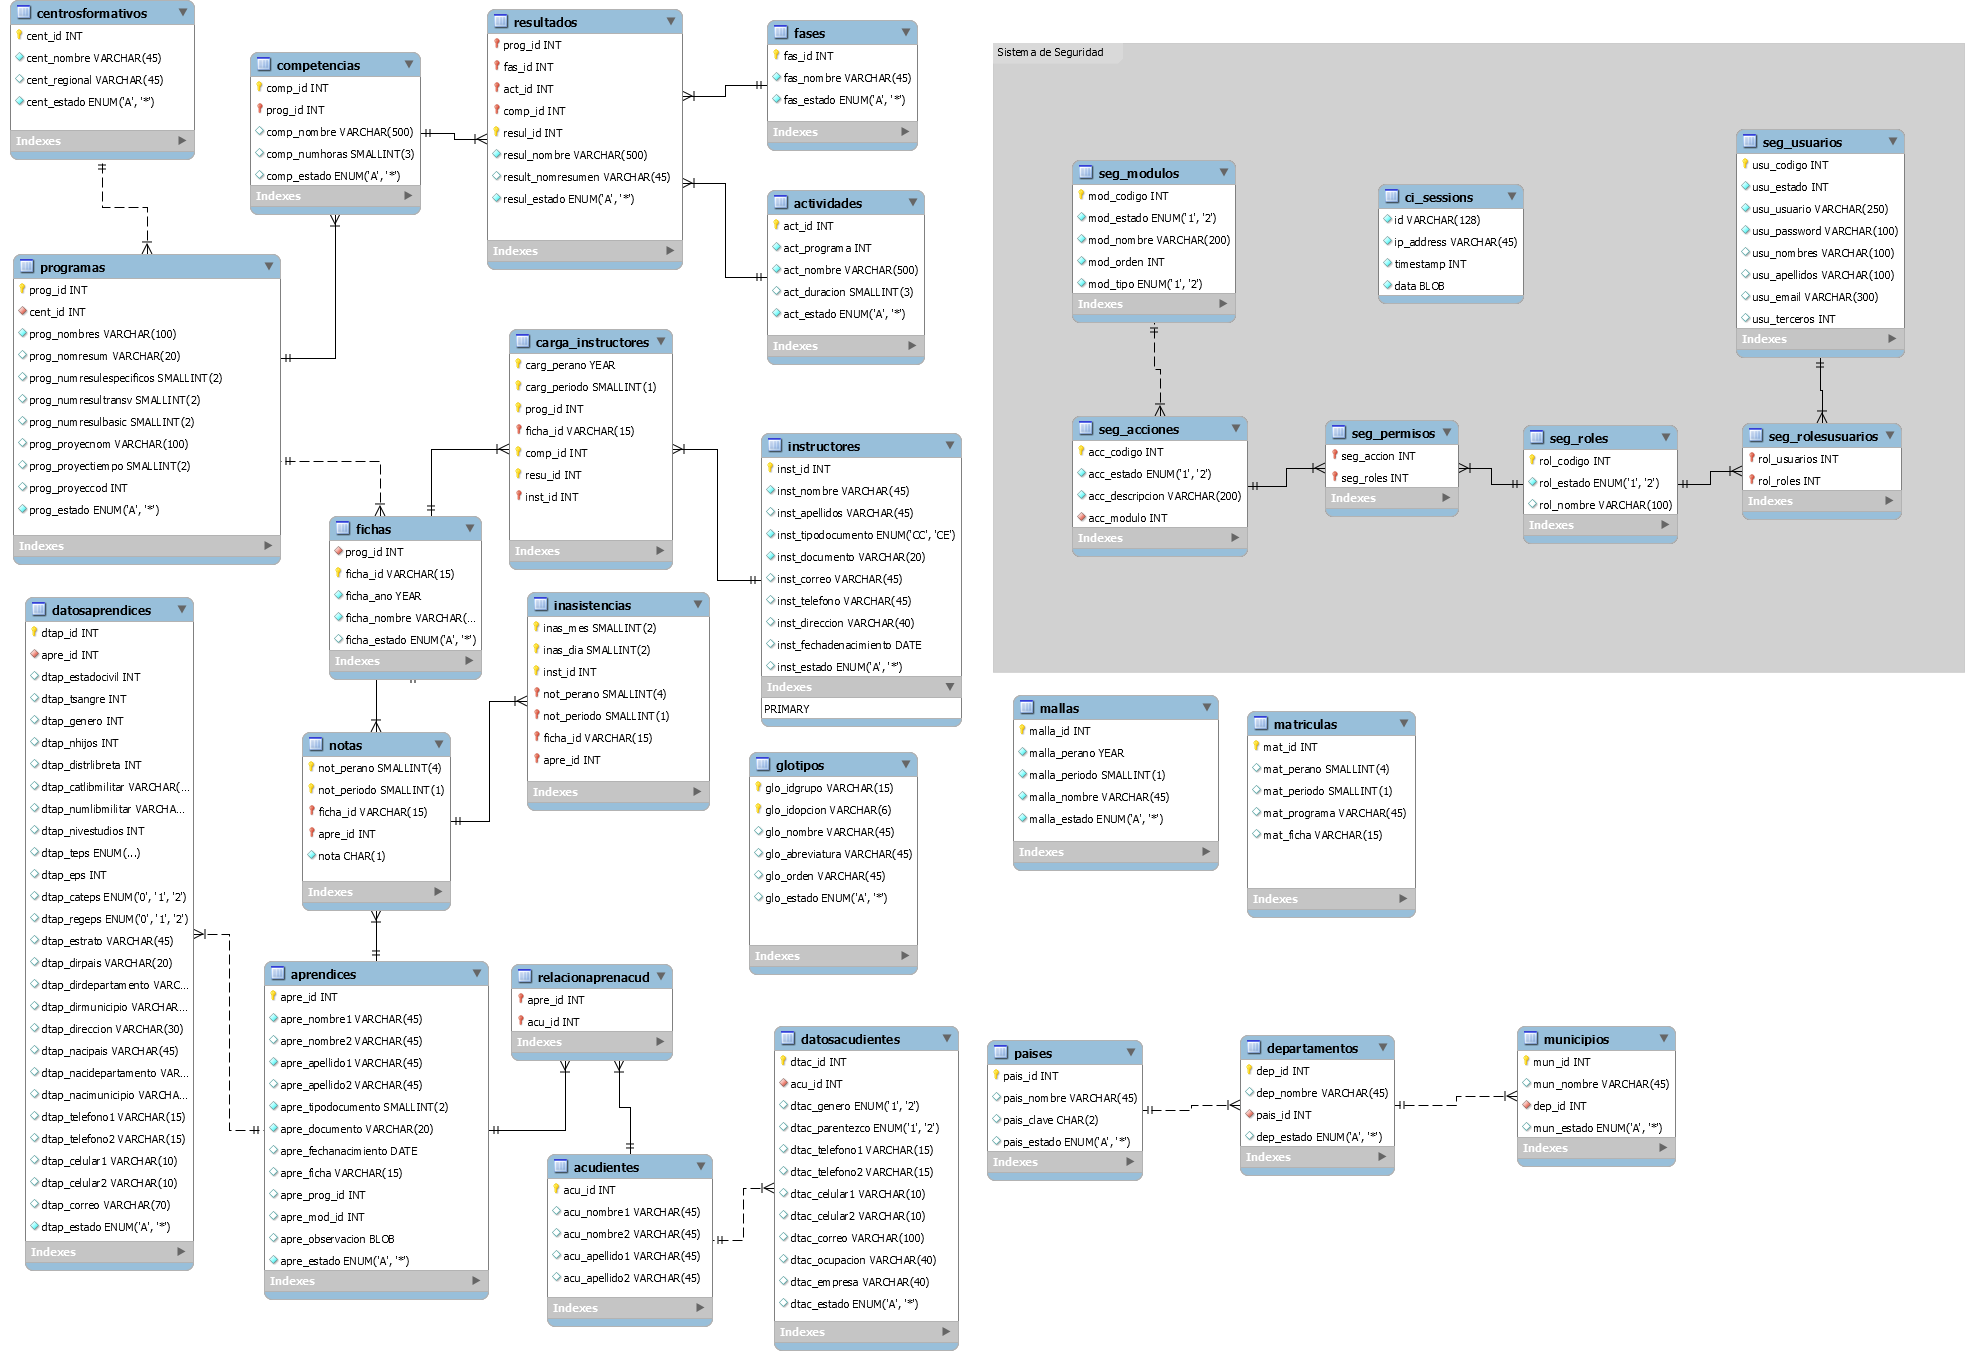 centrosformativos
cent_id INT
cent_nombre VARCHAR(45)
cent_regional VARCHAR(45)
cent_estado ENUM('A', '*')
Indexes
competencias
comp_id INT
prog_id INT
comp_nombre VARCHAR(500)
comp_numhoras SMALLINT(3)
comp_estado ENUM('A', '*')
Indexes
resultados
prog_id INT
fas_id INT
act_id INT
comp_id INT
resul_id INT
resul_nombre VARCHAR(500)
result_nomresumen VARCHAR(45)
resul_estado ENUM('A', '*')
Indexes
fases
fas_id INT
fas_nombre VARCHAR(45)
fas_estado ENUM('A', '*')
Indexes
actividades
act_id INT
act_programa INT
act_nombre VARCHAR(500)
act_duracion SMALLINT(3)
act_estado ENUM('A', '*')
Indexes
programas
prog_id INT
cent_id INT
prog_nombres VARCHAR(100)
prog_nomresum VARCHAR(20)
prog_numresulespecificos SMALLINT(2)
prog_numresultransv SMALLINT(2)
prog_numresulbasic SMALLINT(2)
prog_proyecnom VARCHAR(100)
prog_proyectiempo SMALLINT(2)
prog_proyeccod INT
prog_estado ENUM('A', '*')
Indexes
carga_instructores
carg_perano YEAR
carg_periodo SMALLINT(1)
prog_id INT
ficha_id VARCHAR(15)
comp_id INT
resu_id INT
inst_id INT
Indexes
instructores
inst_id INT
inst_nombre VARCHAR(45)
inst_apellidos VARCHAR(45)
inst_tipodocumento ENUM('CC', 'CE')
inst_documento VARCHAR(20)
inst_correo VARCHAR(45)
inst_telefono VARCHAR(45)
inst_direccion VARCHAR(40)
inst_fechadenacimiento DATE
inst_estado ENUM('A', '*')
Indexes
PRIMARY
fichas
prog_id INT
ficha_id VARCHAR(15)
ficha_ano YEAR
ficha_nombre VARCHAR(...
ficha_estado ENUM('A', '*')
Indexes
inasistencias
inas_mes SMALLINT(2)
inas_dia SMALLINT(2)
inst_id INT
not_perano SMALLINT(4)
not_periodo SMALLINT(1)
ficha_id VARCHAR(15)
apre_id INT
Indexes
datosaprendices
dtap_id INT
apre_id INT
dtap_estadocivil INT
dtap_tsangre INT
dtap_genero INT
dtap_nhijos INT
dtap_distrlibreta INT
dtap_catlibmilitar VARCHAR(...
dtap_numlibmilitar VARCHA...
dtap_nivestudios INT
dtap_teps ENUM(...)
dtap_eps INT
dtap_cateps ENUM('0', '1', '2')
dtap_regeps ENUM('0', '1', '2')
dtap_estrato VARCHAR(45)
dtap_dirpais VARCHAR(20)
dtap_dirdepartamento VARC...
dtap_dirmunicipio VARCHAR...
dtap_direccion VARCHAR(30)
dtap_nacipais VARCHAR(45)
dtap_nacidepartamento VAR...
dtap_nacimunicipio VARCHA...
dtap_telefono1 VARCHAR(15)
dtap_telefono2 VARCHAR(15)
dtap_celular1 VARCHAR(10)
dtap_celular2 VARCHAR(10)
dtap_correo VARCHAR(70)
dtap_estado ENUM('A', '*')
Indexes
notas
not_perano SMALLINT(4)
not_periodo SMALLINT(1)
ficha_id VARCHAR(15)
apre_id INT
nota CHAR(1)
Indexes
glotipos
glo_idgrupo VARCHAR(15)
glo_idopcion VARCHAR(6)
glo_nombre VARCHAR(45)
glo_abreviatura VARCHAR(45)
glo_orden VARCHAR(45)
glo_estado ENUM('A', '*')
Indexes
aprendices
apre_id INT
apre_nombre1 VARCHAR(45)
apre_nombre2 VARCHAR(45)
apre_apellido1 VARCHAR(45)
apre_apellido2 VARCHAR(45)
apre_tipodocumento SMALLINT(2)
apre_documento VARCHAR(20)
apre_fechanacimiento DATE
apre_ficha VARCHAR(15)
apre_prog_id INT
apre_mod_id INT
apre_observacion BLOB
apre_estado ENUM('A', '*')
Indexes
relacionaprenacud
apre_id INT
acu_id INT
Indexes
acudientes
acu_id INT
acu_nombre1 VARCHAR(45)
acu_nombre2 VARCHAR(45)
acu_apellido1 VARCHAR(45)
acu_apellido2 VARCHAR(45)
Indexes
datosacudientes
dtac_id INT
acu_id INT
dtac_genero ENUM('1', '2')
dtac_parentezco ENUM('1', '2')
dtac_telefono1 VARCHAR(15)
dtac_telefono2 VARCHAR(15)
dtac_celular1 VARCHAR(10)
dtac_celular2 VARCHAR(10)
dtac_correo VARCHAR(100)
dtac_ocupacion VARCHAR(40)
dtac_empresa VARCHAR(40)
dtac_estado ENUM('A', '*')
Indexes
Sistema de Seguridad
seg_modulos
mod_codigo INT
mod_estado ENUM('1', '2')
mod_nombre VARCHAR(200)
mod_orden INT
mod_tipo ENUM('1', '2')
Indexes
ci_sessions
id VARCHAR(128)
ip_address VARCHAR(45)
timestamp INT
data BLOB
seg_usuarios
usu_codigo INT
usu_estado INT
usu_usuario VARCHAR(250)
usu_password VARCHAR(100)
usu_nombres VARCHAR(100)
usu_apellidos VARCHAR(100)
usu_email VARCHAR(300)
usu_terceros INT
Indexes
seg_acciones
acc_codigo INT
acc_estado ENUM('1', '2')
acc_descripcion VARCHAR(200)
acc_modulo INT
Indexes
seg_permisos
seg_accion INT
seg_roles INT
Indexes
seg_roles
rol_codigo INT
rol_estado ENUM('1', '2')
rol_nombre VARCHAR(100)
Indexes
seg_rolesusuarios
rol_usuarios INT
rol_roles INT
Indexes
mallas
malla_id INT
malla_perano YEAR
malla_periodo SMALLINT(1)
malla_nombre VARCHAR(45)
malla_estado ENUM('A', '*')
Indexes
matriculas
mat_id INT
mat_perano SMALLINT(4)
mat_periodo SMALLINT(1)
mat_programa VARCHAR(45)
mat_ficha VARCHAR(15)
Indexes
paises
pais_id INT
pais_nombre VARCHAR(45)
pais_clave CHAR(2)
pais_estado ENUM('A', '*')
Indexes
departamentos
dep_id INT
dep_nombre VARCHAR(45)
pais_id INT
dep_estado ENUM('A', '*')
Indexes
municipios
mun_id INT
mun_nombre VARCHAR(45)
dep_id INT
mun_estado ENUM('A', '*')
Indexes